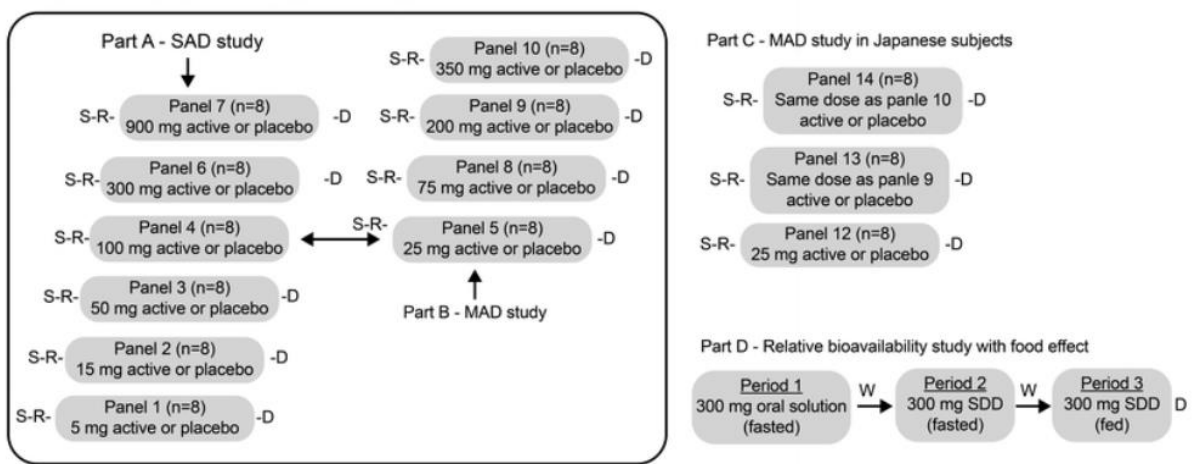 Part A - SAD study
S-R- Panel 7 (n=8) -D
900 mg active or placebo
S-R- Panel 6 (n=8) -D
300 mg active or placebo
S-R- Panel 4 (n=8)
100 mg active or placebo
S-R- Panel 3 (n=8) -D
50 mg active or placebo
S-R- Panel 2 (n=8) -D
15 mg active or placebo
S-R- Panel 1 (n=8) -D
5 mg active or placebo
S-R- Panel 10 (n=8) -D
350 mg active or placebo
S-R- Panel 9 (n=8) -D
200 mg active or placebo
S-R- Panel 8 (n=8) -D
75 mg active or placebo
S-R- Panel 5 (n=8) -D
25 mg active or placebo
Part B - MAD study
Part C - MAD study in Japanese subjects
Panel 14 (n=8)
S-R- Same dose as panle 10 -D
active or placebo
Panel 13 (n=8)
S-R- Same dose as panle 9 -D
active or placebo
S-R- Panel 12 (n=8) -D
25 mg active or placebo
Part D - Relative bioavailability study with food effect
Period 1
300 mg oral solution
(fasted)
W
Period 2
300 mg SDD
(fasted)
W
Period 3
300 mg SDD D
(fed)